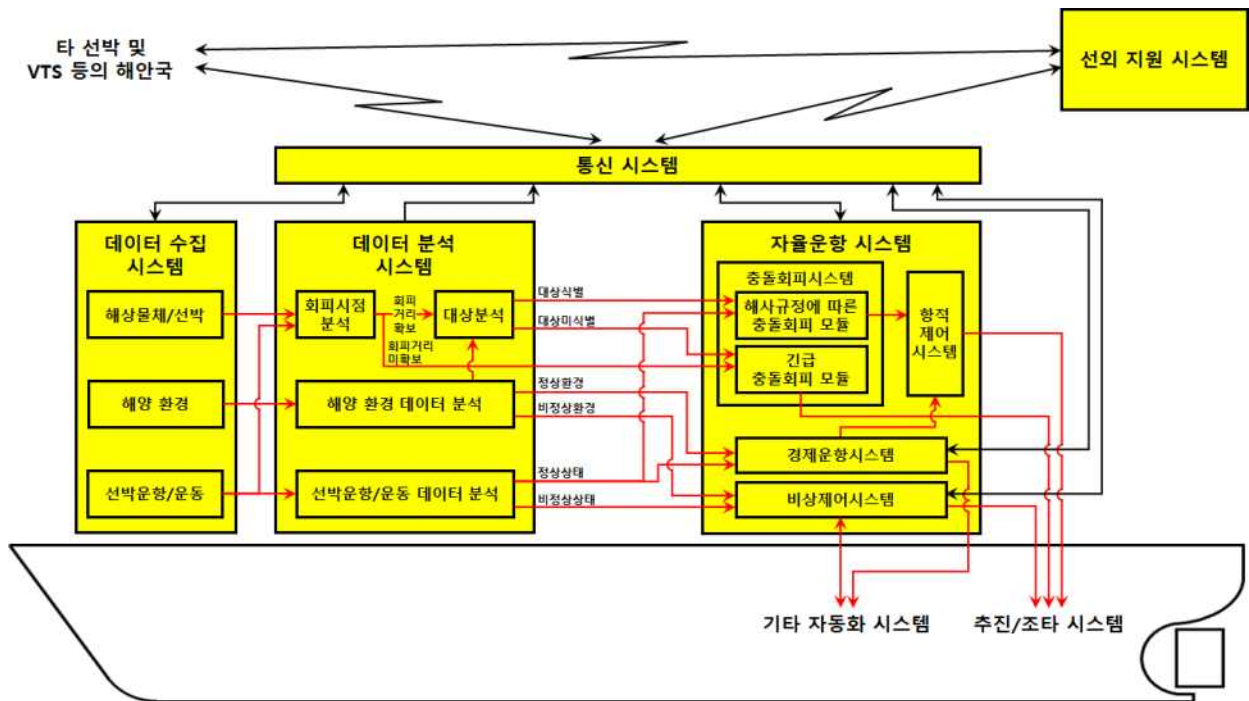 타 선박 및
VTS 등의 해안국
선외 지원 시스템
통신 시스템
데이터 수집
시스템
해상물체/선박
해양 환경
선박운항/운동
데이터 분석
시스템
회피시점
분석
회피
거리
확보
대상분석
회피거리
미확보
해양 환경 데이터 분석
선박운항/운동 데이터 분석
대상식별
대상미식별
정상환경
비정상환경
정상상태
비정상상태
자율운항 시스템
충돌회피시스템
해사규정에 따른
충돌회피 모듈
긴급
충돌회피 모듈
항적
제어
시스템
경제운항시스템
비상제어시스템
기타 자동화 시스템
추진/조타 시스템